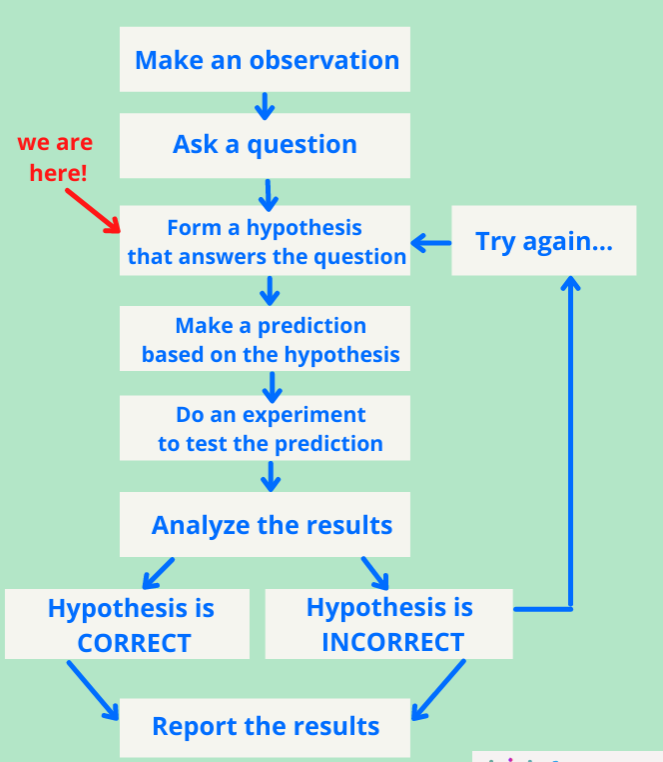 Make an observation
Ask a question
we are
here!
Form a hypothesis
that answers the question
Try again...
Make a prediction
based on the hypothesis
Do an experiment
to test the prediction
Analyze the results
Hypothesis is
CORRECT
Hypothesis is
INCORRECT
Report the results